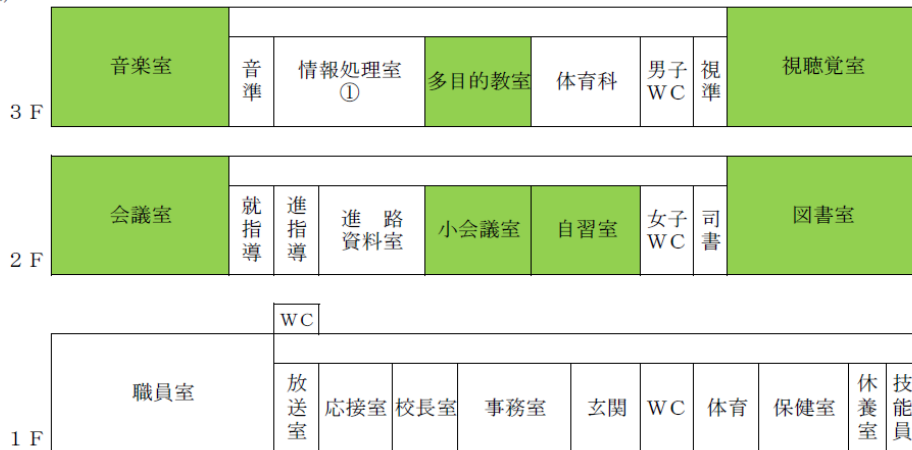 音楽室
音準
情報処理室
①
多目的教室
体育科
男子
WC
視準
視聴覚室
3F
会議室
就指導
進指導
進路
資料室
小会議室
自習室
女子
WC
司書
図書室
2F
WC
職員室
放送室
応接室
校長室
事務室
玄関
WC
体育
保健室
休養室
技能員
1F